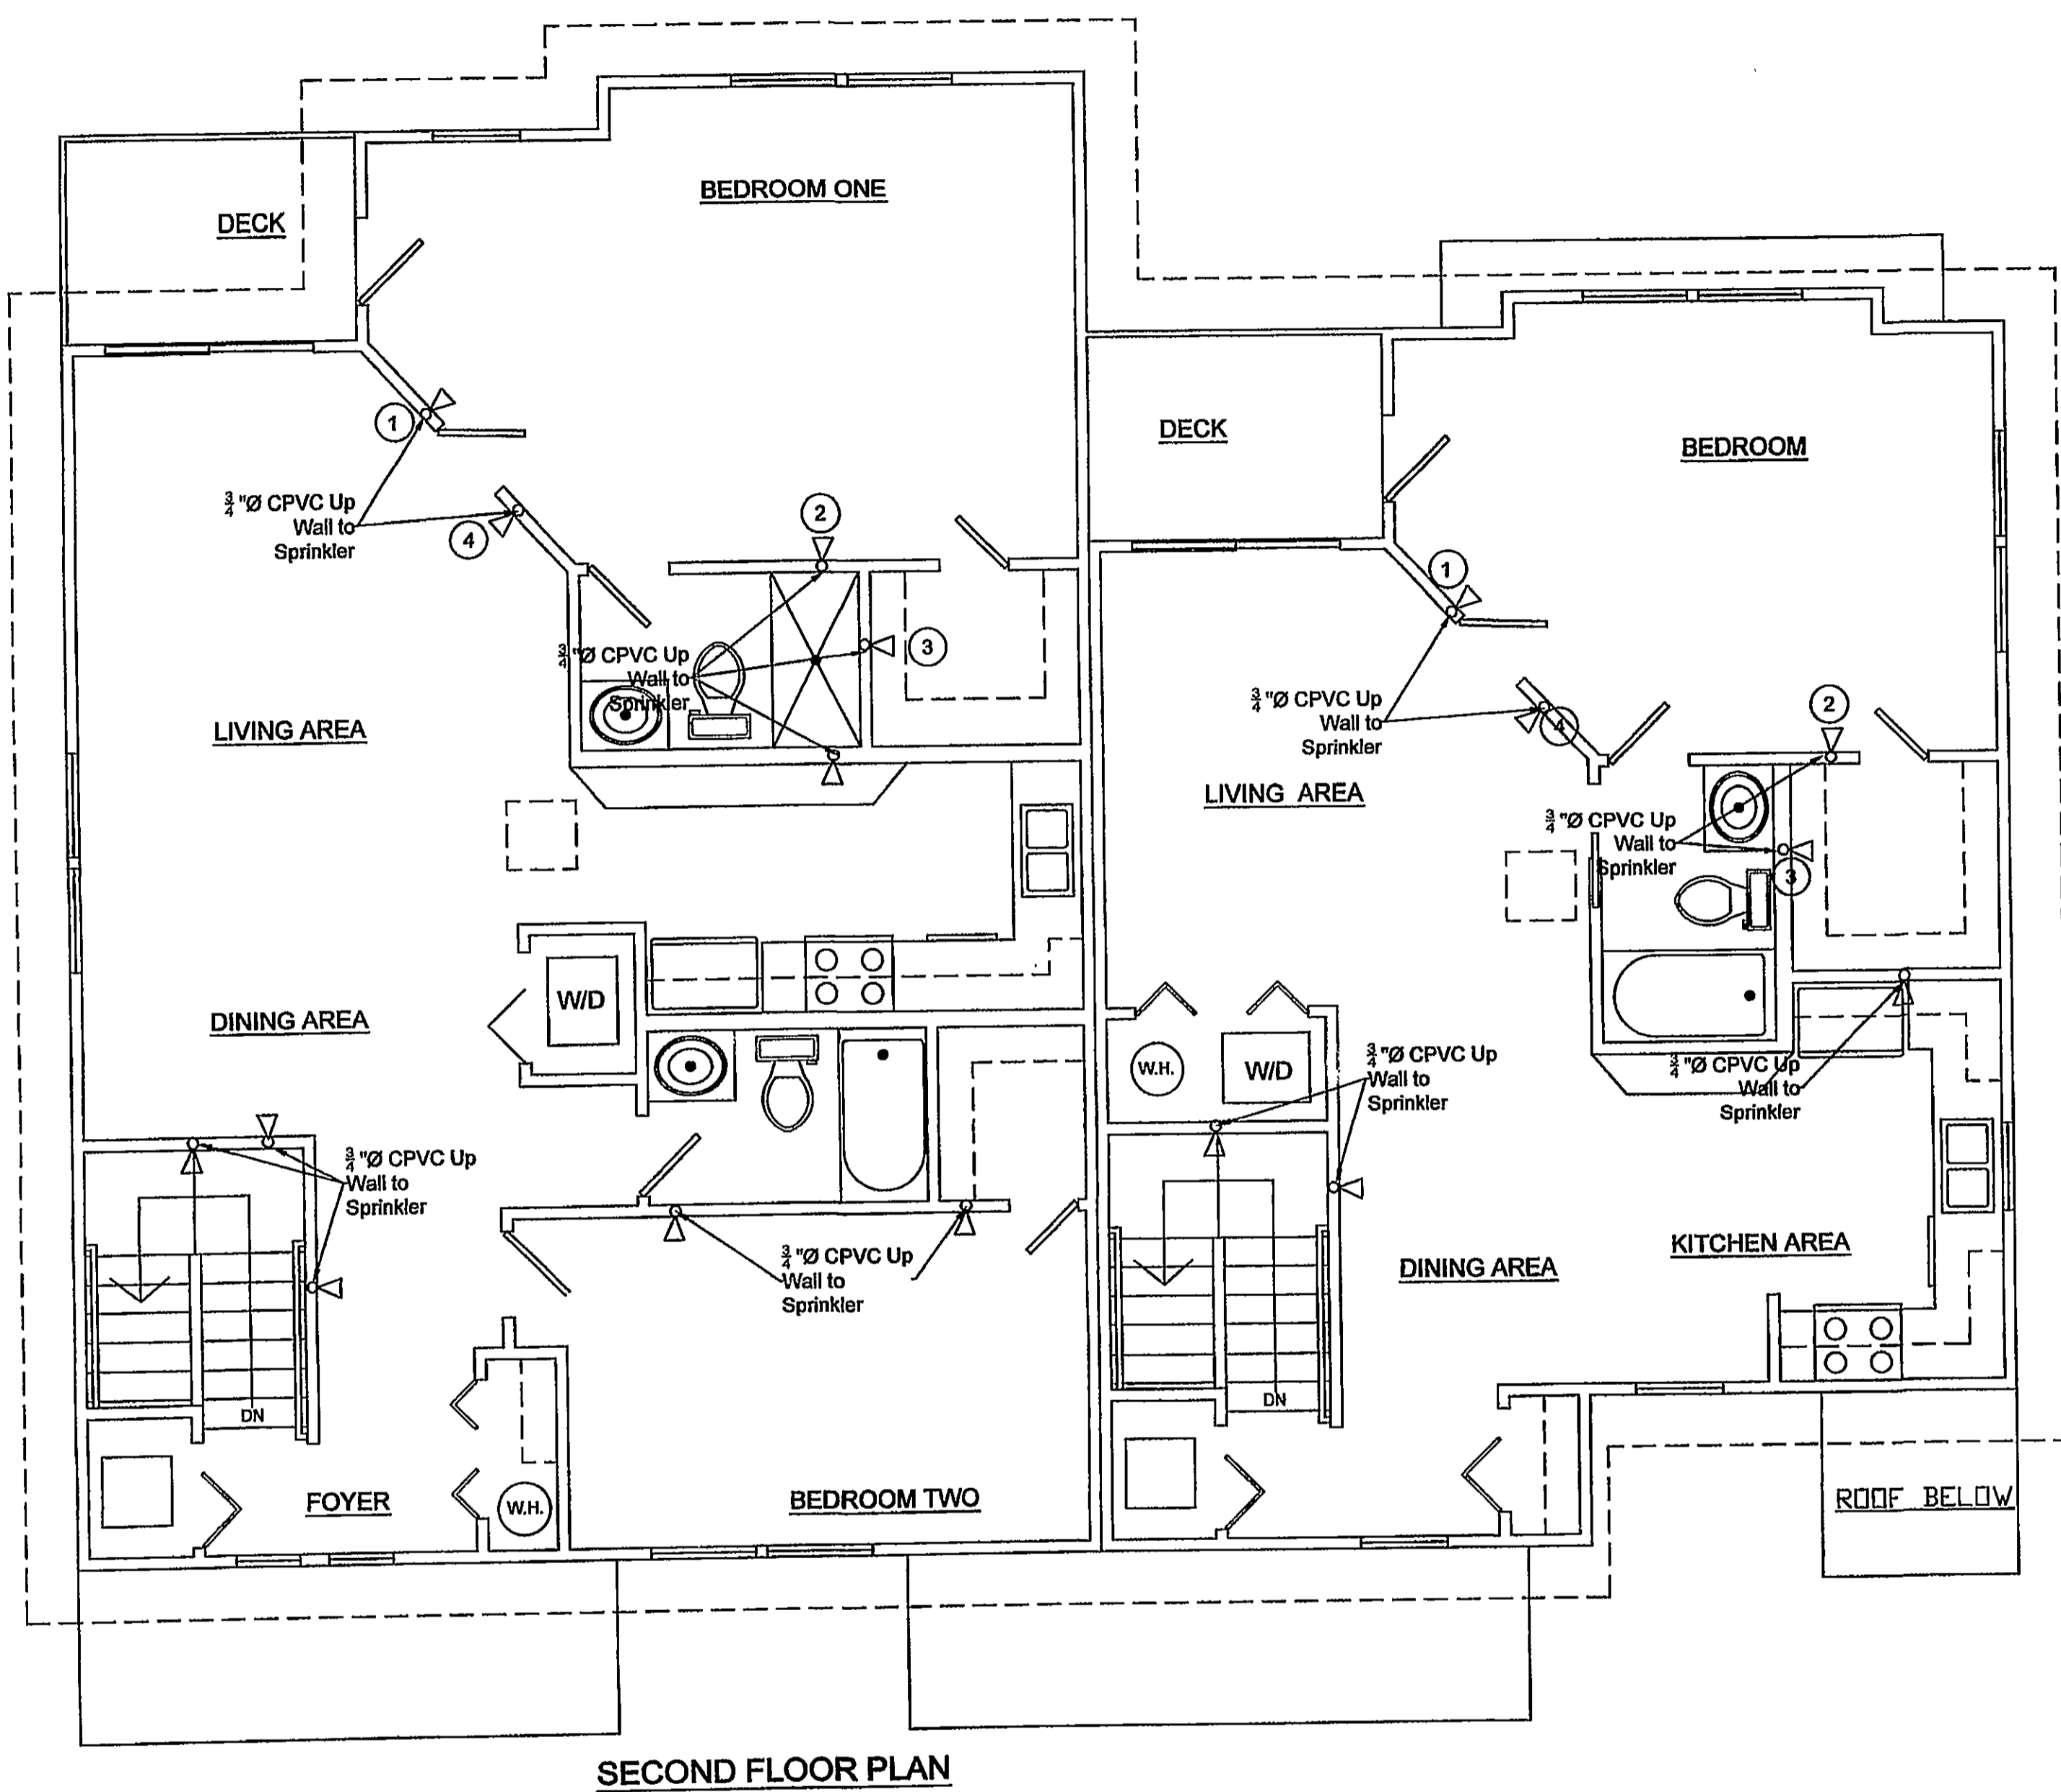 BEDROOM ONE
DECK
1
¾"Ø CPVC Up
Wall to
Sprinkler
4
2
3
¾"Ø CPVC Up
Wall to
Sprinkler
LIVING AREA
W/D
DINING AREA
¾"Ø CPVC Up
Wall to
Sprinkler
¾"Ø CPVC Up
Wall to
Sprinkler
DN
FOYER
W.H.
BEDROOM TWO
DECK
BEDROOM
1
¾"Ø CPVC Up
Wall to
Sprinkler
4
2
LIVING AREA
¾"Ø CPVC Up
Wall to
Sprinkler
3
W.H.
W/D
¾"Ø CPVC Up
Wall to
Sprinkler
¾"Ø CPVC Up
Wall to
Sprinkler
DINING AREA
KITCHEN AREA
DN
ROOF BELOW
SECOND FLOOR PLAN